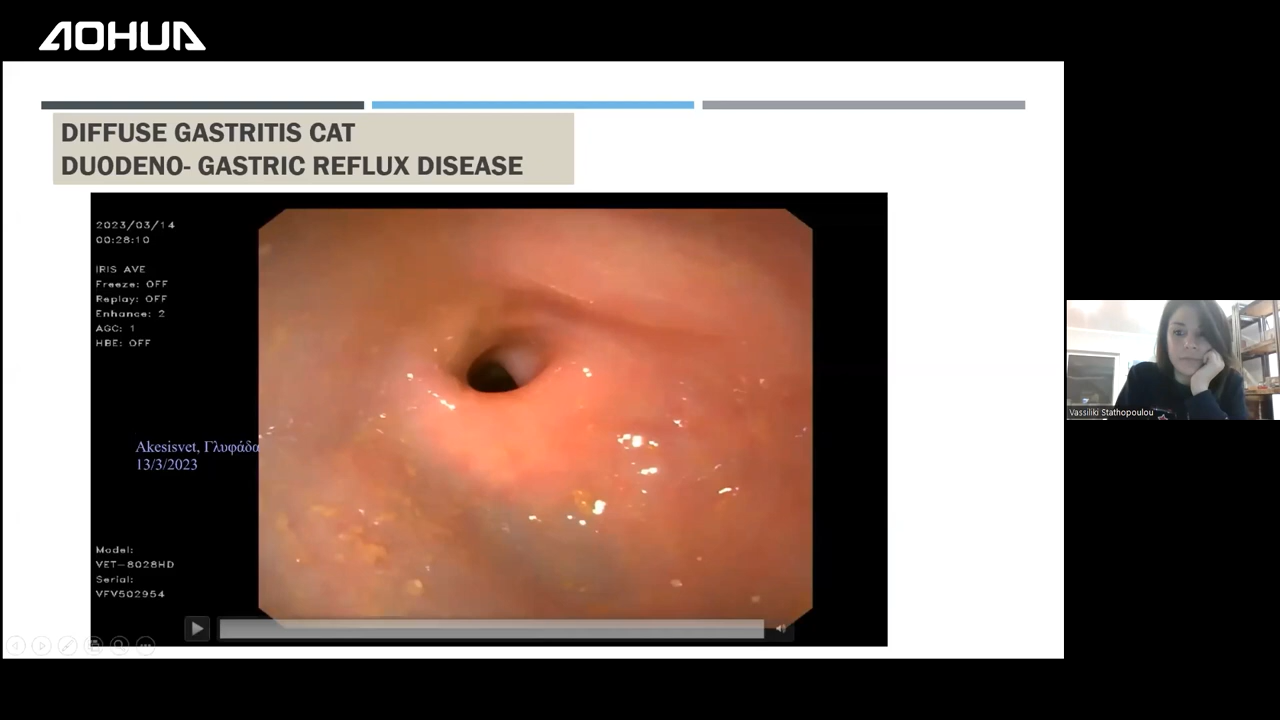 AOHUA
DIFFUSE GASTRITIS CAT
DUODENO- GASTRIC REFLUX DISEASE
2023/03/14
00:28:10
IRIS AVE
Freeze: OFF
Replay: OFF
Enhance: 2
AGC: 1
HBE: OFF
Akesisvet, Γλυφάδα
13/3/2023
Model:
VET-8028HD
Serial:
VFV502954
Vassiliki Stathopoulou